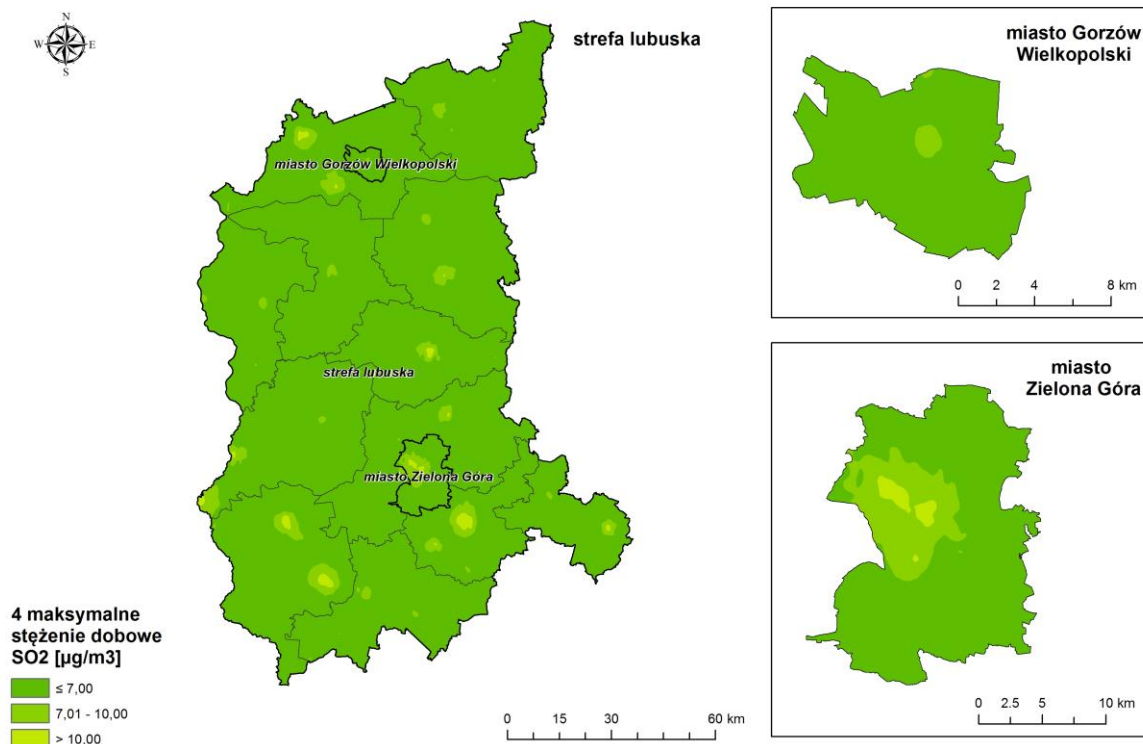 N
W E
S
strefa lubuska
miasto Gorzów Wielkopolski
strefa lubuska
miasto Zielona Góra
4 maksymalne
stężenie dobowe
SO2 [µg/m3]
≤ 7,00
7,01 - 10,00
> 10,00
0 15 30 60 km
miasto Gorzów
Wielkopolski
0 2 4 8 km
miasto
Zielona Góra
0 2.5 5 10 km